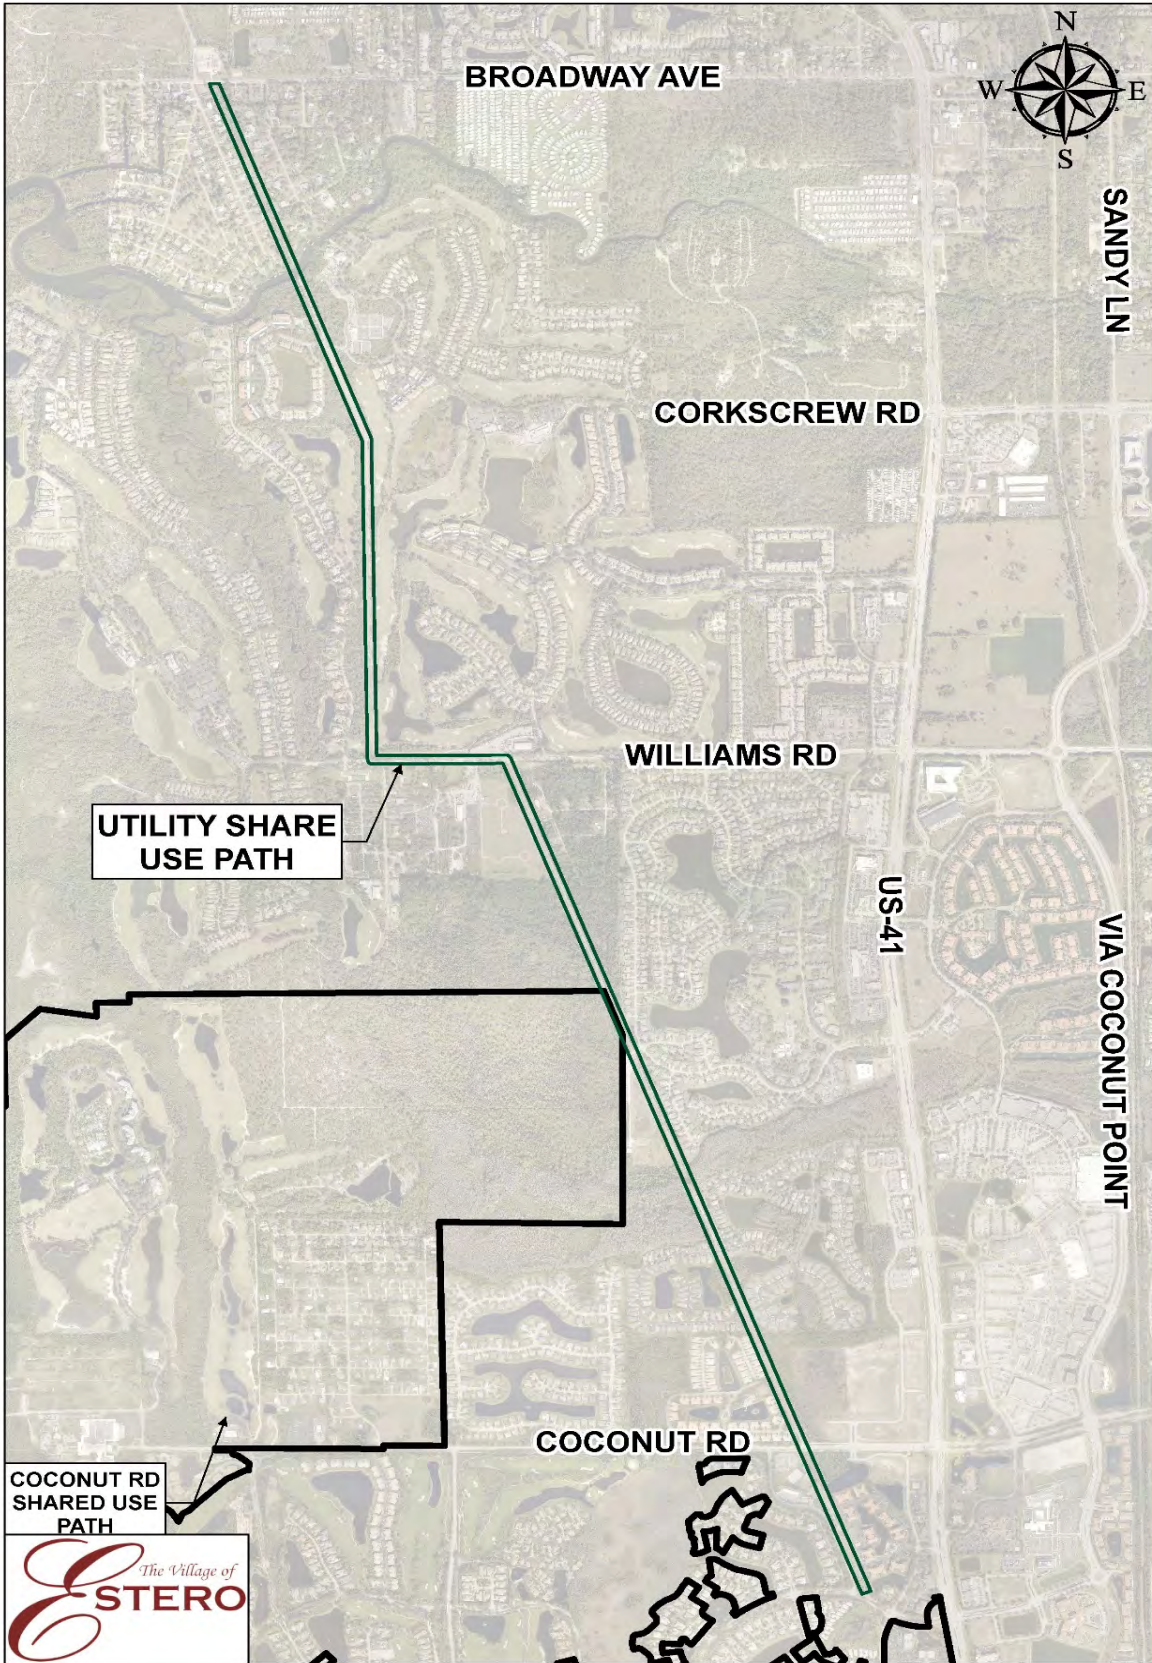 BROADWAY AVE
N
W
E
S
SANDY LN
CORKSCREW RD
WILLIAMS RD
UTILITY SHARE
USE PATH
US-41
VIA COCONUT POINT
COCONUT RD
COCONUT RD
SHARED USE
PATH
The Village of
ESTERO